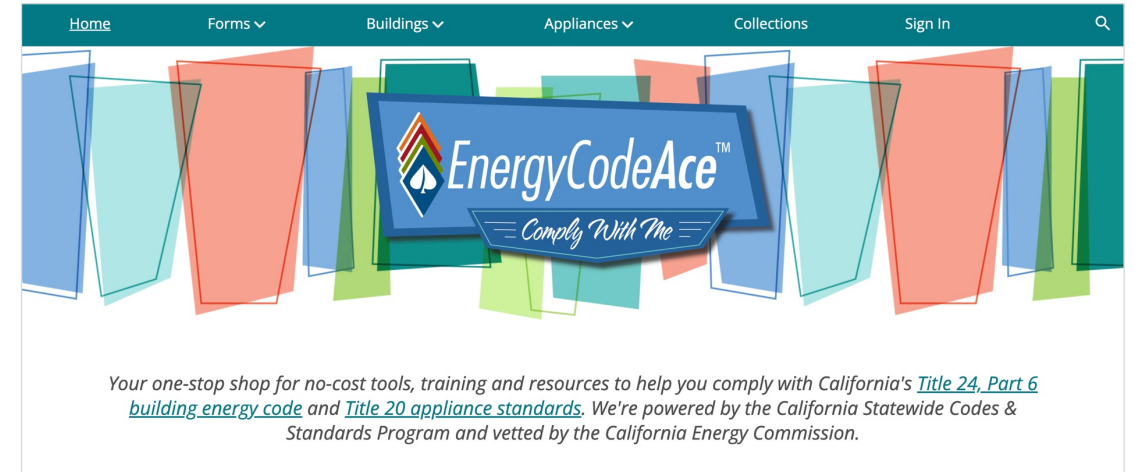 Home Forms Buildings Appliances Collections Sign In
EnergyCodeAce™
Comply With Me
Your one-stop shop for no-cost tools, training and resources to help you comply with California's Title 24, Part 6
building energy code and Title 20 appliance standards. We're powered by the California Statewide Codes &
Standards Program and vetted by the California Energy Commission.